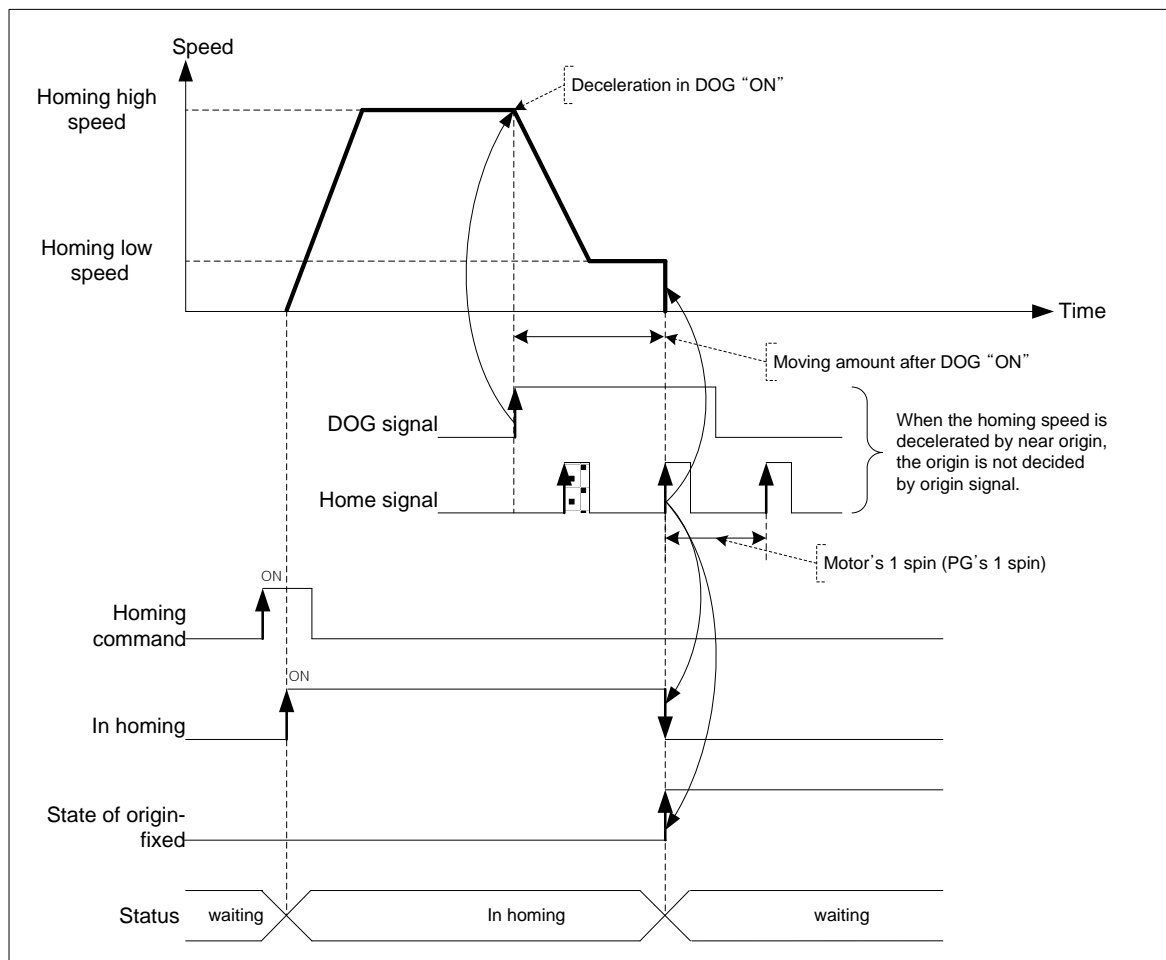 Speed
Homing high
speed
Deceleration in DOG “ON”
Homing low
speed
Time
Moving amount after DOG “ON”
DOG signal
When the homing speed is
decelerated by near origin,
the origin is not decided
by origin signal.
Home signal
Motor’s 1 spin (PG’s 1 spin)
ON
Homing
command
ON
In homing
State of origin-
fixed
Status
waiting
In homing
waiting